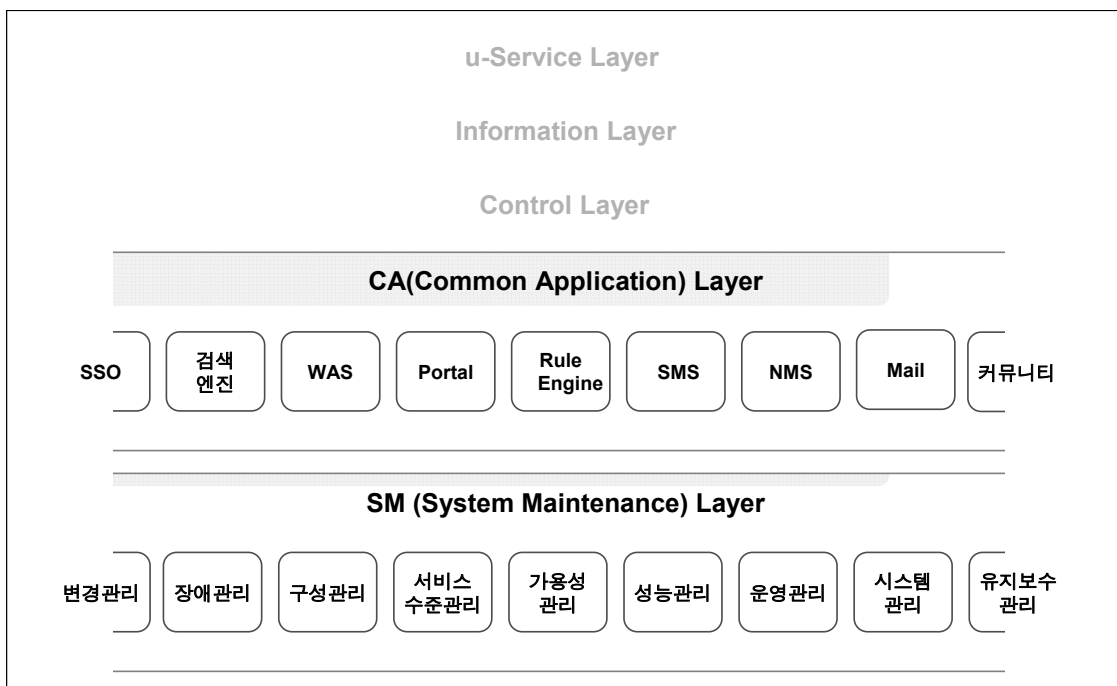 u-Service Layer
Information Layer
Control Layer
CA(Common Application) Layer
SSO
검색
엔진
WAS
Portal
Rule
Engine
SMS
NMS
Mail
커뮤니티
SM (System Maintenance) Layer
변경관리
장애관리
구성관리
서비스
수준관리
가용성
관리
성능관리
운영관리
시스템
관리
유지보수
관리